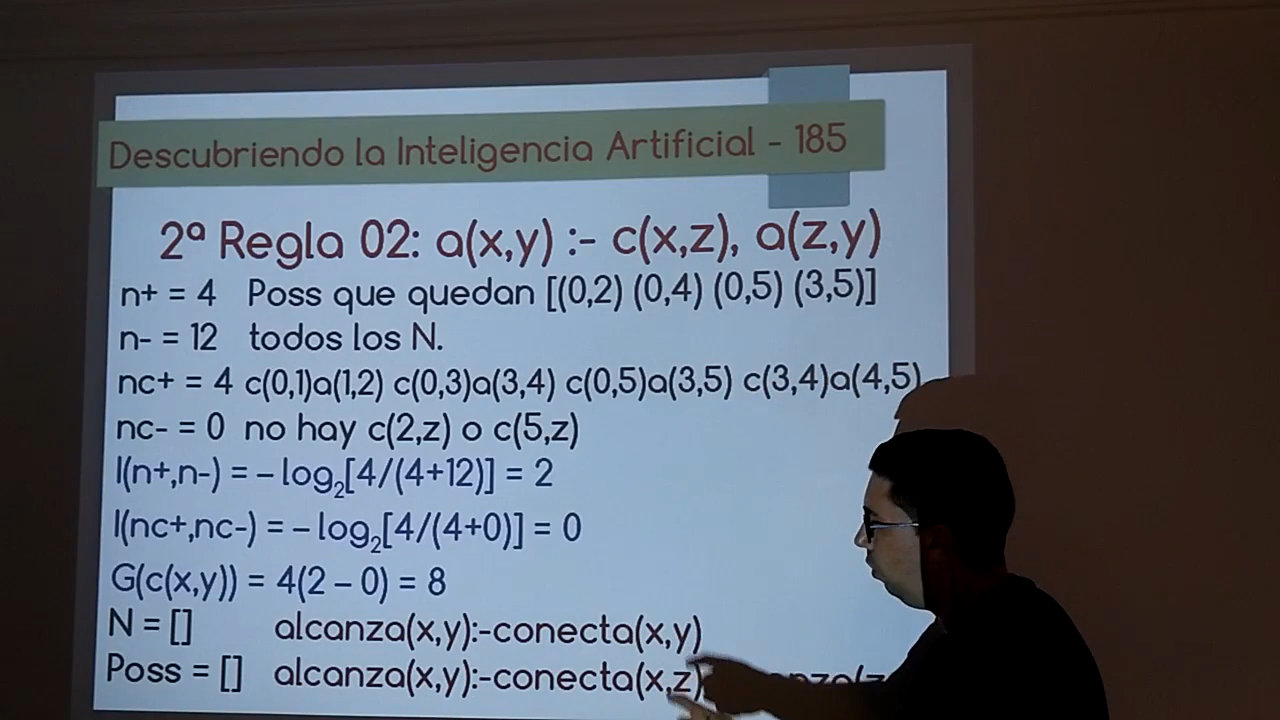 Descubriendo la Inteligencia Artificial - 185
2ª Regla 02: a(x,y) :- c(x,z), a(z,y)
n+ = 4 Poss que quedan [(0,2) (0,4) (0,5) (3,5)]
n- = 12 todos los N.
nc+ = 4 c(0,1)a(1,2) c(0,3)a(3,4) c(0,5)a(3,5) c(3,4)a(4,5)
nc- = 0 no hay c(2,z) o c(5,z)
I(n+,n-) = – log₂[4/(4+12)] = 2
I(nc+,nc-) = – log₂[4/(4+0)] = 0
G(c(x,y)) = 4(2 – 0) = 8
N = [] alcanza(x,y):-conecta(x,y)
Poss = [] alcanza(x,y):-conecta(x,z)